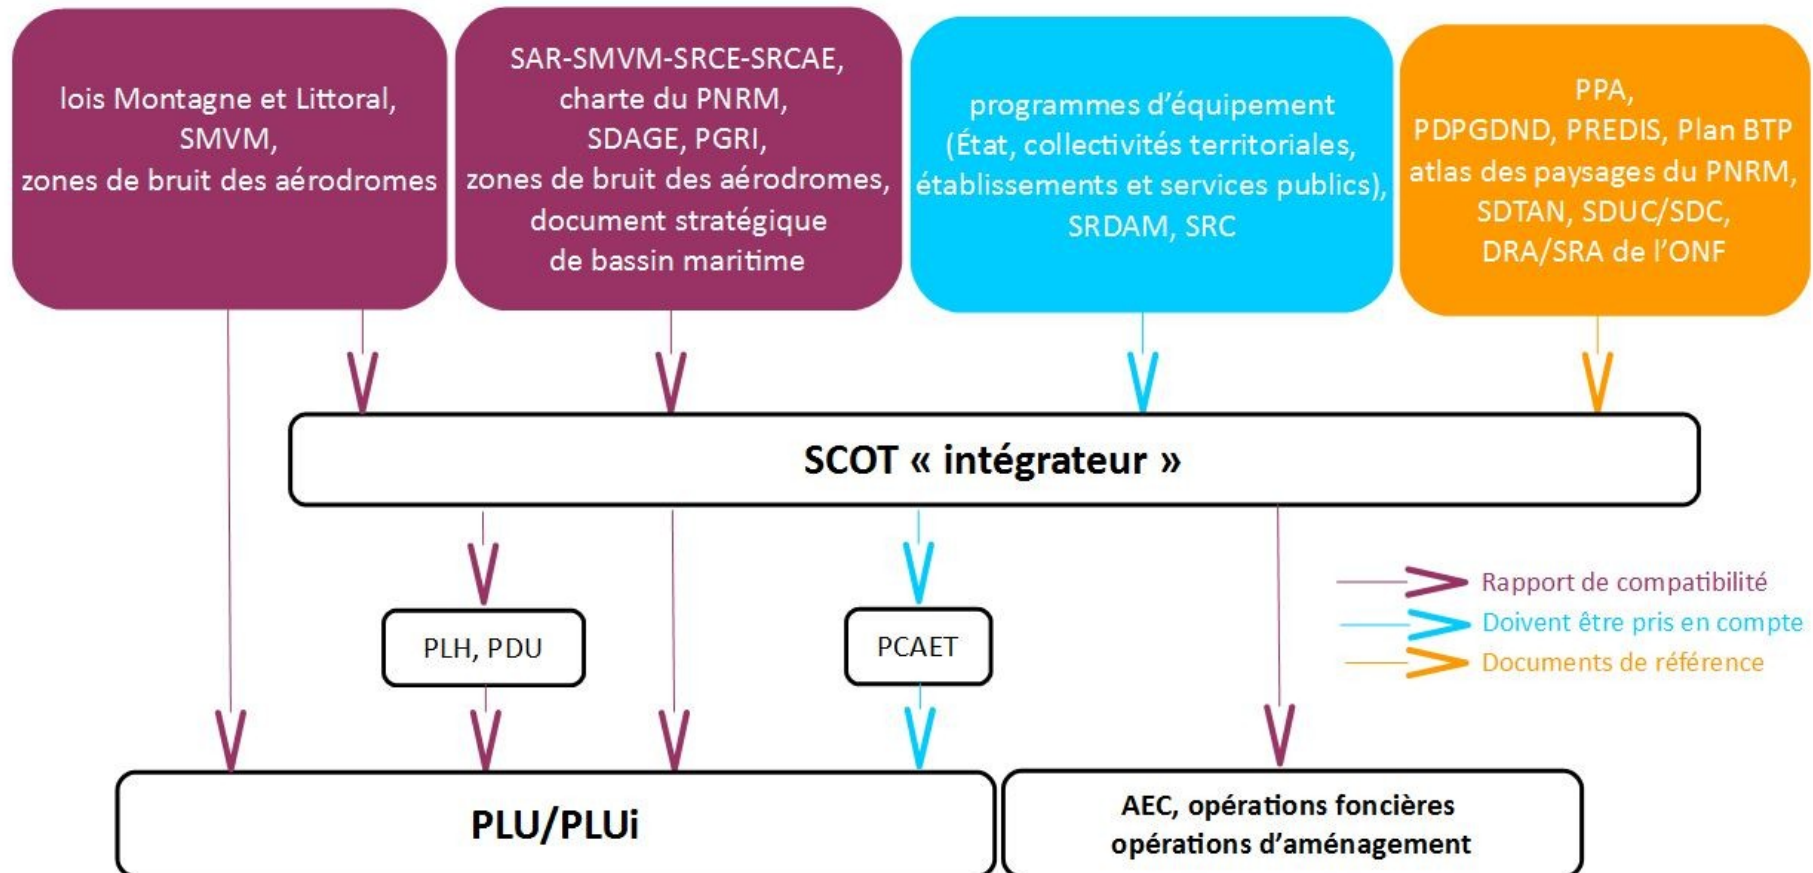 lois Montagne et Littoral,
SMVM,
zones de bruit des aérodromes
SAR-SMVM-SRCE-SRCAE,
charte du PNRM,
SDAGE, PGRI,
zones de bruit des aérodromes,
document stratégique
de bassin maritime
programmes d’équipement
(État, collectivités territoriales,
établissements et services publics),
SRDAM, SRC
PPA,
PDPGDND, PREDIS, Plan BTP
atlas des paysages du PNRM,
SDTAN, SDUC/SDC,
DRA/SRA de l’ONF
SCOT « intégrateur »
PLH, PDU
PCAET
Rapport de compatibilité
Doivent être pris en compte
Documents de référence
PLU/PLUi
AEC, opérations foncières
opérations d’aménagement